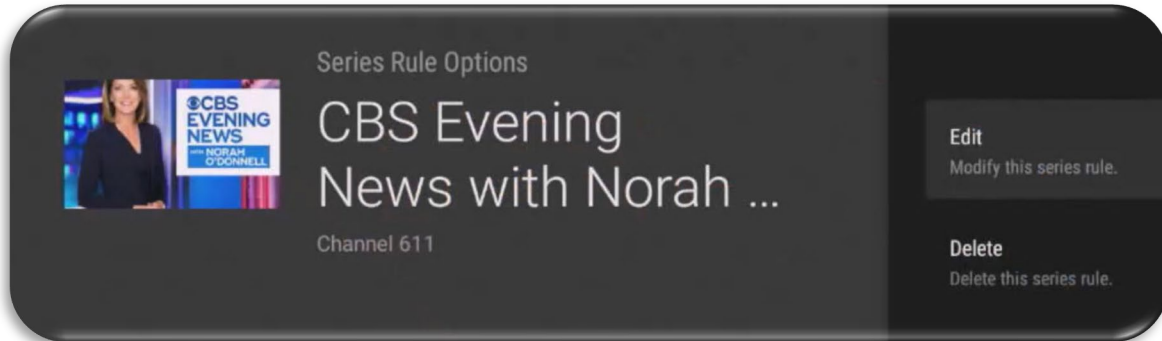 Series Rule Options
CBS Evening
News with Norah ...
Channel 611
CBS
EVENING
NEWS
WITH NORAH
O'DONNELL
Edit
Modify this series rule.
Delete
Delete this series rule.